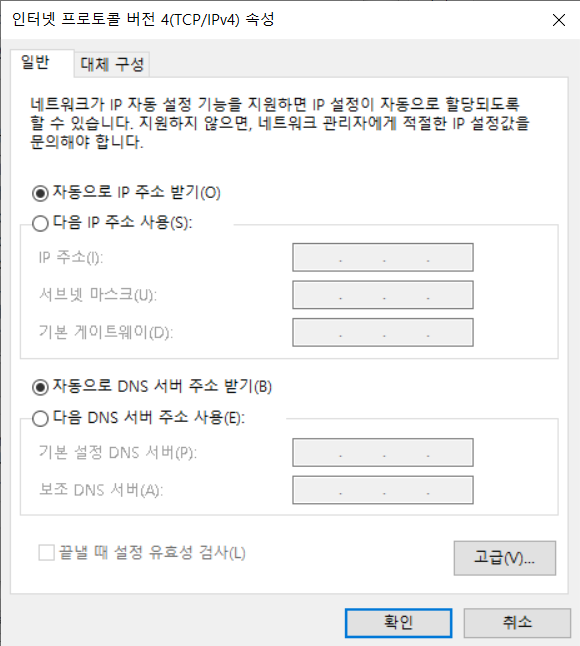 인터넷 프로토콜 버전 4(TCP/IPv4) 속성
일반
대체 구성
네트워크가 IP 자동 설정 기능을 지원하면 IP 설정이 자동으로 할당되도록
할 수 있습니다. 지원하지 않으면, 네트워크 관리자에게 적절한 IP 설정값을
문의해야 합니다.
자동으로 IP 주소 받기(O)
다음 IP 주소 사용(S):
IP 주소(I):
서브넷 마스크(U):
기본 게이트웨이(D):
자동으로 DNS 서버 주소 받기(B)
다음 DNS 서버 주소 사용(E):
기본 설정 DNS 서버(P):
보조 DNS 서버(A):
끝낼 때 설정 유효성 검사(L)
고급(V)...
확인
취소